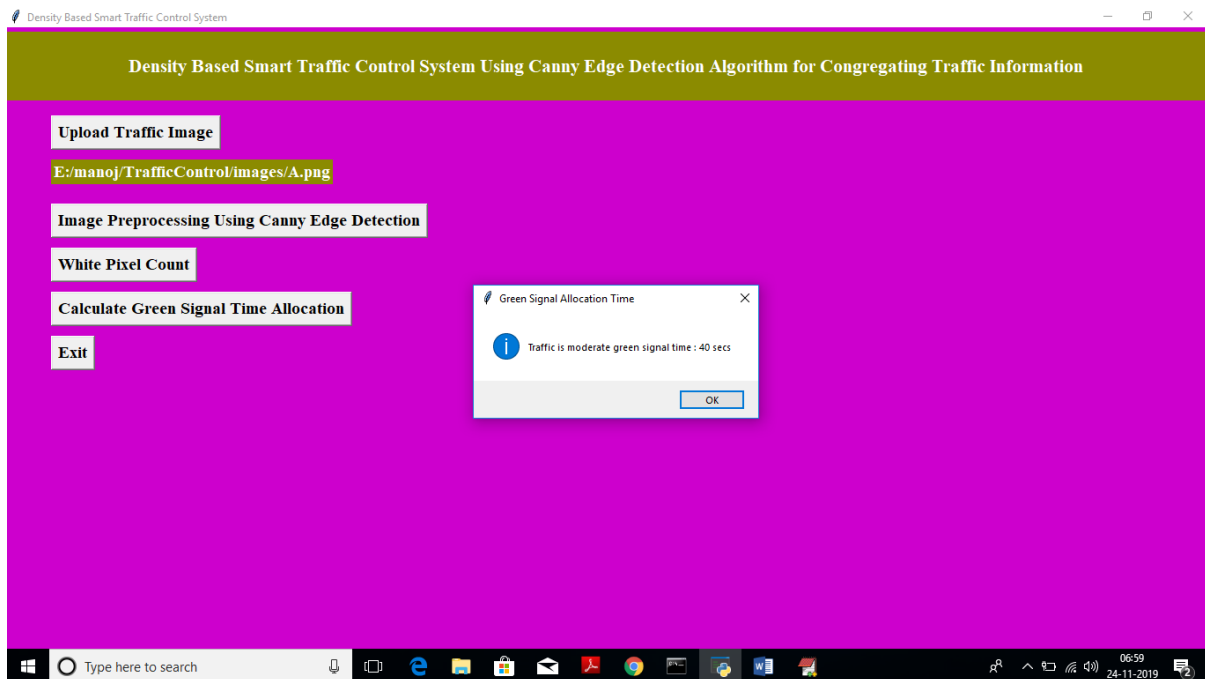 Density Based Smart Traffic Control System
Density Based Smart Traffic Control System Using Canny Edge Detection Algorithm for Congregating Traffic Information
Upload Traffic Image
E:/manoj/TrafficControl/images/A.png
Image Preprocessing Using Canny Edge Detection
White Pixel Count
Calculate Green Signal Time Allocation
Exit
Green Signal Allocation Time
Traffic is moderate green signal time : 40 secs
OK
Type here to search
06:59
24-11-2019
2